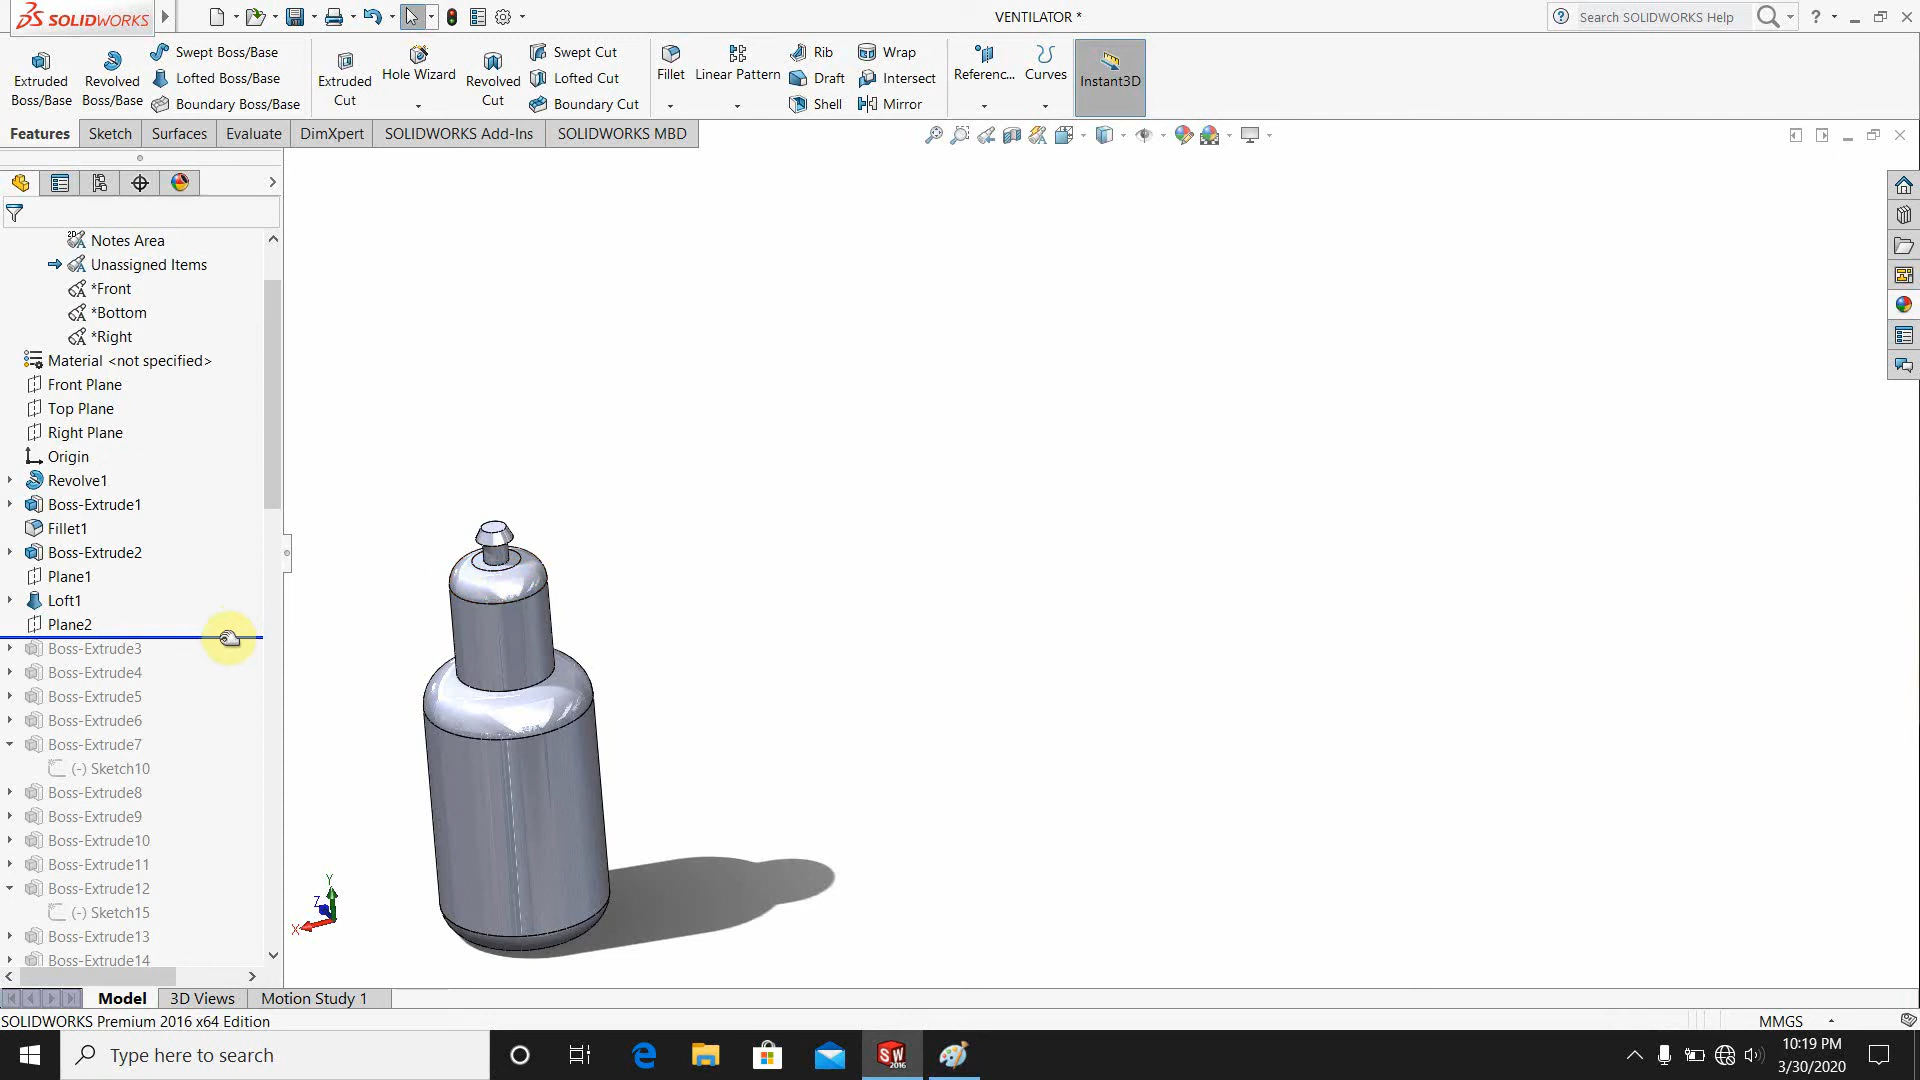 SOLIDWORKS
VENTILATOR *
Search SOLIDWORKS Help
Extruded
Boss/Base
Revolved
Boss/Base
Swept Boss/Base
Lofted Boss/Base
Boundary Boss/Base
Extruded
Cut
Hole Wizard
Revolved
Cut
Swept Cut
Lofted Cut
Boundary Cut
Fillet
Linear Pattern
Rib
Draft
Shell
Wrap
Intersect
Mirror
Referenc...
Curves
Instant3D
Features
Sketch
Surfaces
Evaluate
DimXpert
SOLIDWORKS Add-Ins
SOLIDWORKS MBD
Notes Area
Unassigned Items
*Front
*Bottom
*Right
Material <not specified>
Front Plane
Top Plane
Right Plane
Origin
Revolve1
Boss-Extrude1
Fillet1
Boss-Extrude2
Plane1
Loft1
Plane2
Boss-Extrude3
Boss-Extrude4
Boss-Extrude5
Boss-Extrude6
Boss-Extrude7
(-) Sketch10
Boss-Extrude8
Boss-Extrude9
Boss-Extrude10
Boss-Extrude11
Boss-Extrude12
(-) Sketch15
Boss-Extrude13
Boss-Extrude14
Y
Z
X
Model
3D Views
Motion Study 1
SOLIDWORKS Premium 2016 x64 Edition
MMGS
Type here to search
SW
2016
10:19 PM
3/30/2020